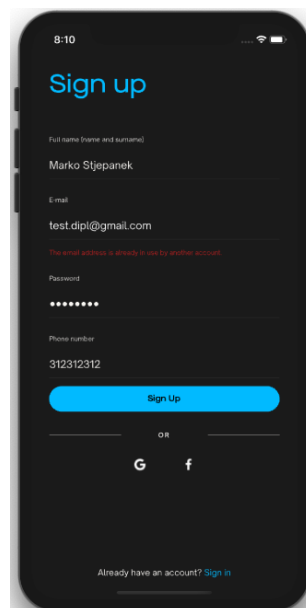 8:10
Sign up
Full name (name and surname)
Marko Stjepanek
E-mail
test.dipl@gmail.com
The email address is already in use by another account.
Password
Phone number
312312312
Sign Up
OR
G f
Already have an account? Sign in